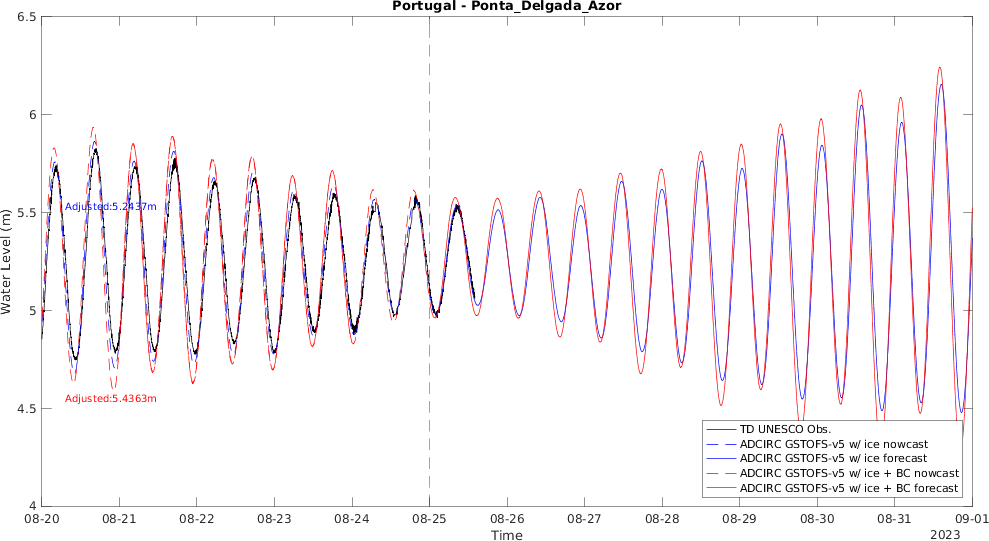 Portugal - Ponta_Delgada_Azor
6.5
6
5.5
5
4.5
4
Water Level (m)
Adjusted:5.2437m
Adjusted:5.4363m
TD UNESCO Obs.
ADCIRC GSTOFS-v5 w/ ice nowcast
ADCIRC GSTOFS-v5 w/ ice forecast
ADCIRC GSTOFS-v5 w/ ice + BC nowcast
ADCIRC GSTOFS-v5 w/ ice + BC forecast
08-20 08-21 08-22 08-23 08-24 08-25 08-26 08-27 08-28 08-29 08-30 08-31 09-01
Time
2023